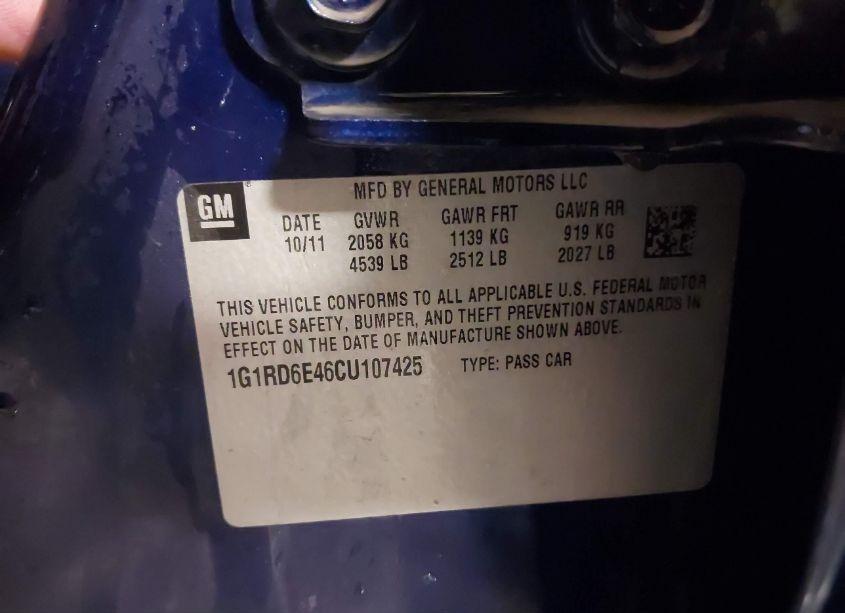 GM
MFD BY GENERAL MOTORS LLC
DATE GVWR GAWR FRT GAWR RR
10/11 2058 KG 1139 KG 919 KG
4539 LB 2512 LB 2027 LB
THIS VEHICLE CONFORMS TO ALL APPLICABLE U.S. FEDERAL MOTOR
VEHICLE SAFETY, BUMPER, AND THEFT PREVENTION STANDARDS IN
EFFECT ON THE DATE OF MANUFACTURE SHOWN ABOVE.
1G1RD6E46CU107425 TYPE: PASS CAR